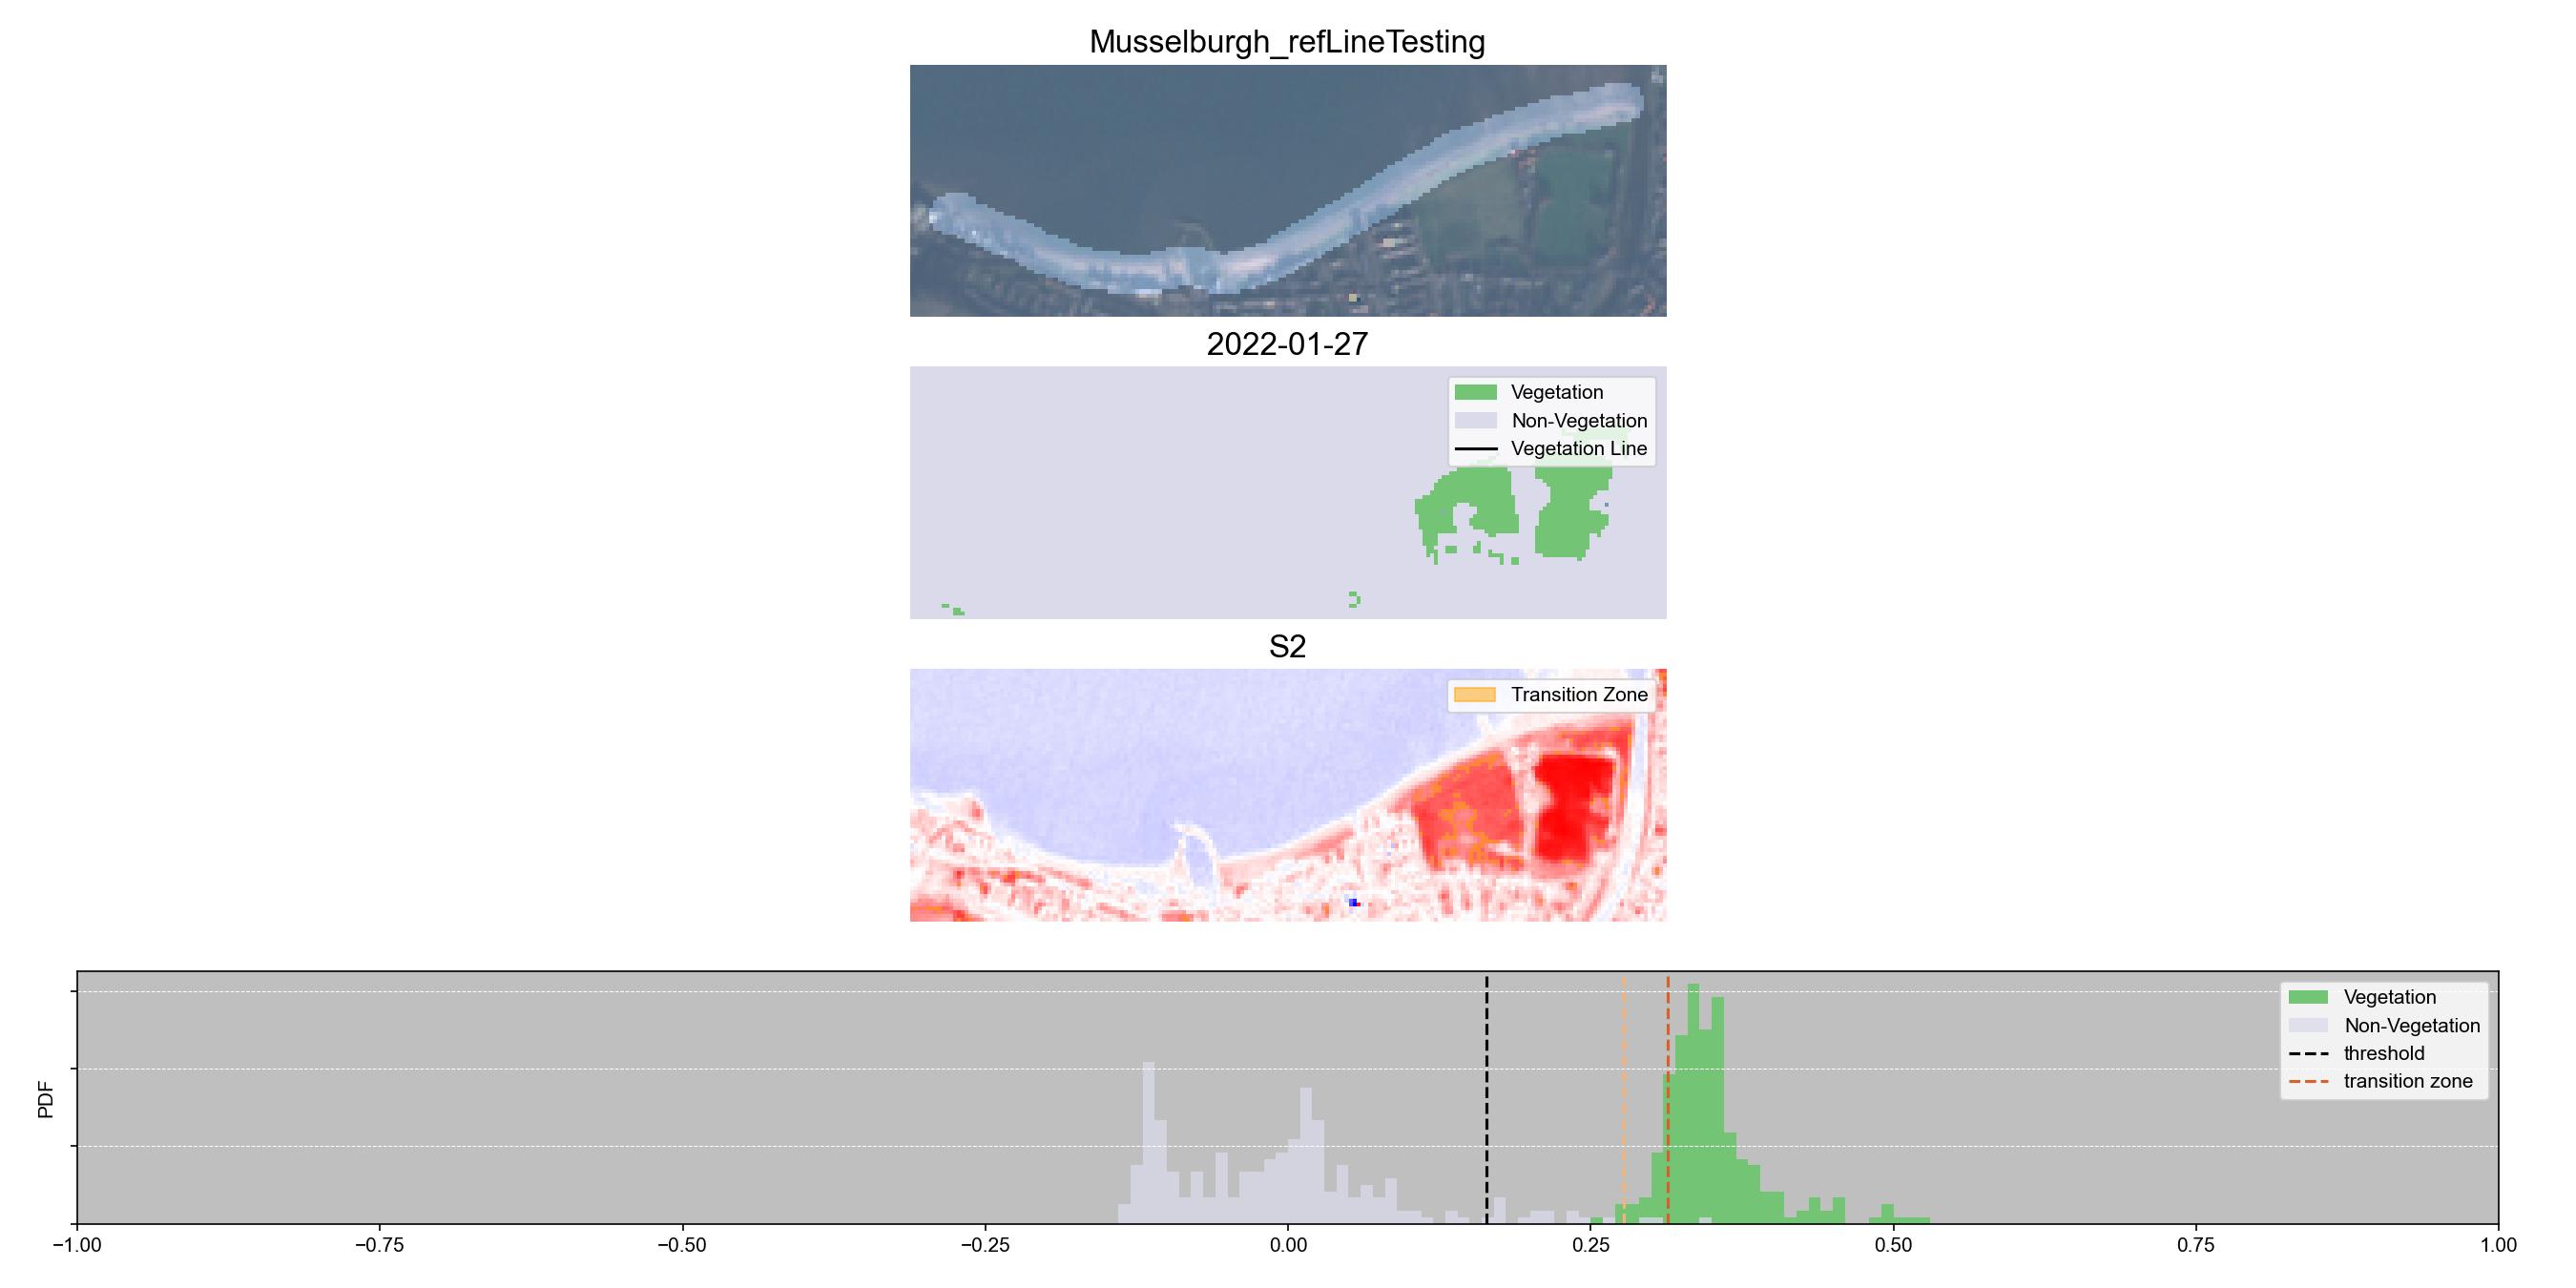 Musselburgh_refLineTesting
2022-01-27
Vegetation
Non-Vegetation
Vegetation Line
S2
Transition Zone
PDF
Vegetation
Non-Vegetation
threshold
transition zone
−1.00 −0.75 −0.50 −0.25 0.00 0.25 0.50 0.75 1.00